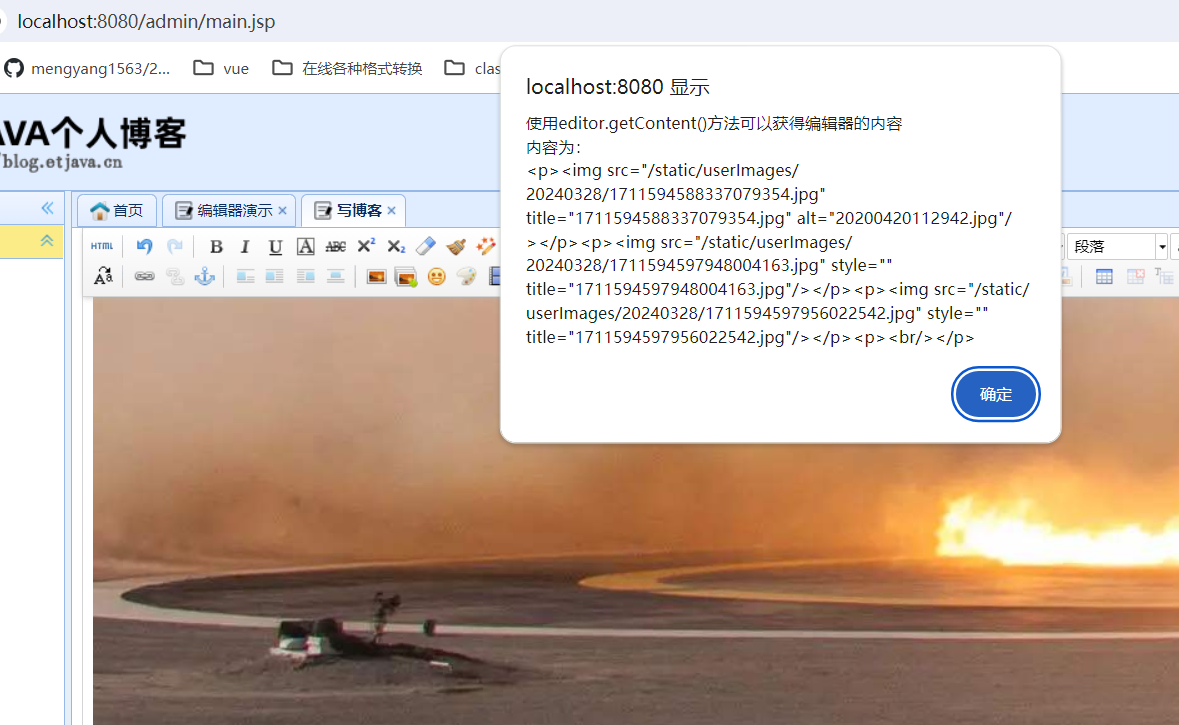 localhost:8080/admin/main.jsp
mengyang1563/2... vue 在线各种格式转换 clas
AVA个人博客
blog.etjava.cn
首页 编辑器演示 写博客
HTML B I U A ABC X² X₂ 段落
localhost:8080 显示
使用editor.getContent()方法可以获得编辑器的内容
内容为：
<p><img src="/static/userImages/
20240328/1711594588337079354.jpg"
title="1711594588337079354.jpg" alt="20200420112942.jpg"/
></p><p><img src="/static/userImages/
20240328/1711594597948004163.jpg" style=""
title="1711594597948004163.jpg"/></p><p><img src="/static/
userImages/20240328/1711594597956022542.jpg" style=""
title="1711594597956022542.jpg"/></p><p><br/></p>
确定